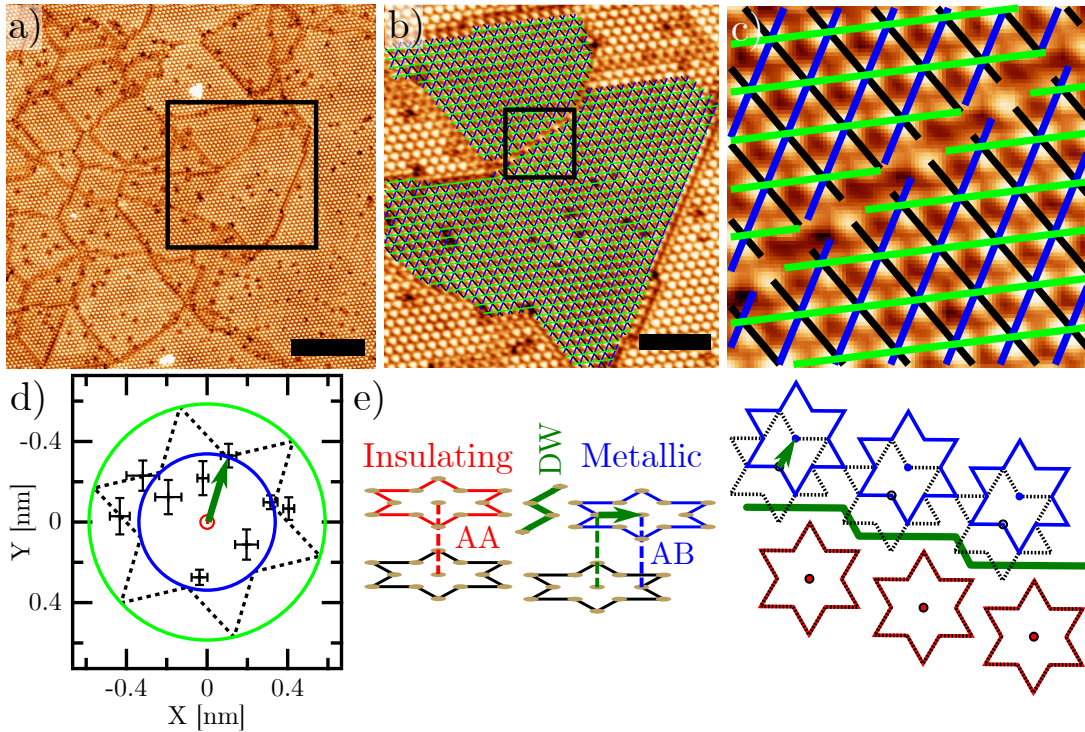 a)
b)
c)
d)
e)
-0.4
0
0.4
Y [nm]
-0.4
0
0.4
X [nm]
Insulating
DW
Metallic
AA
AB